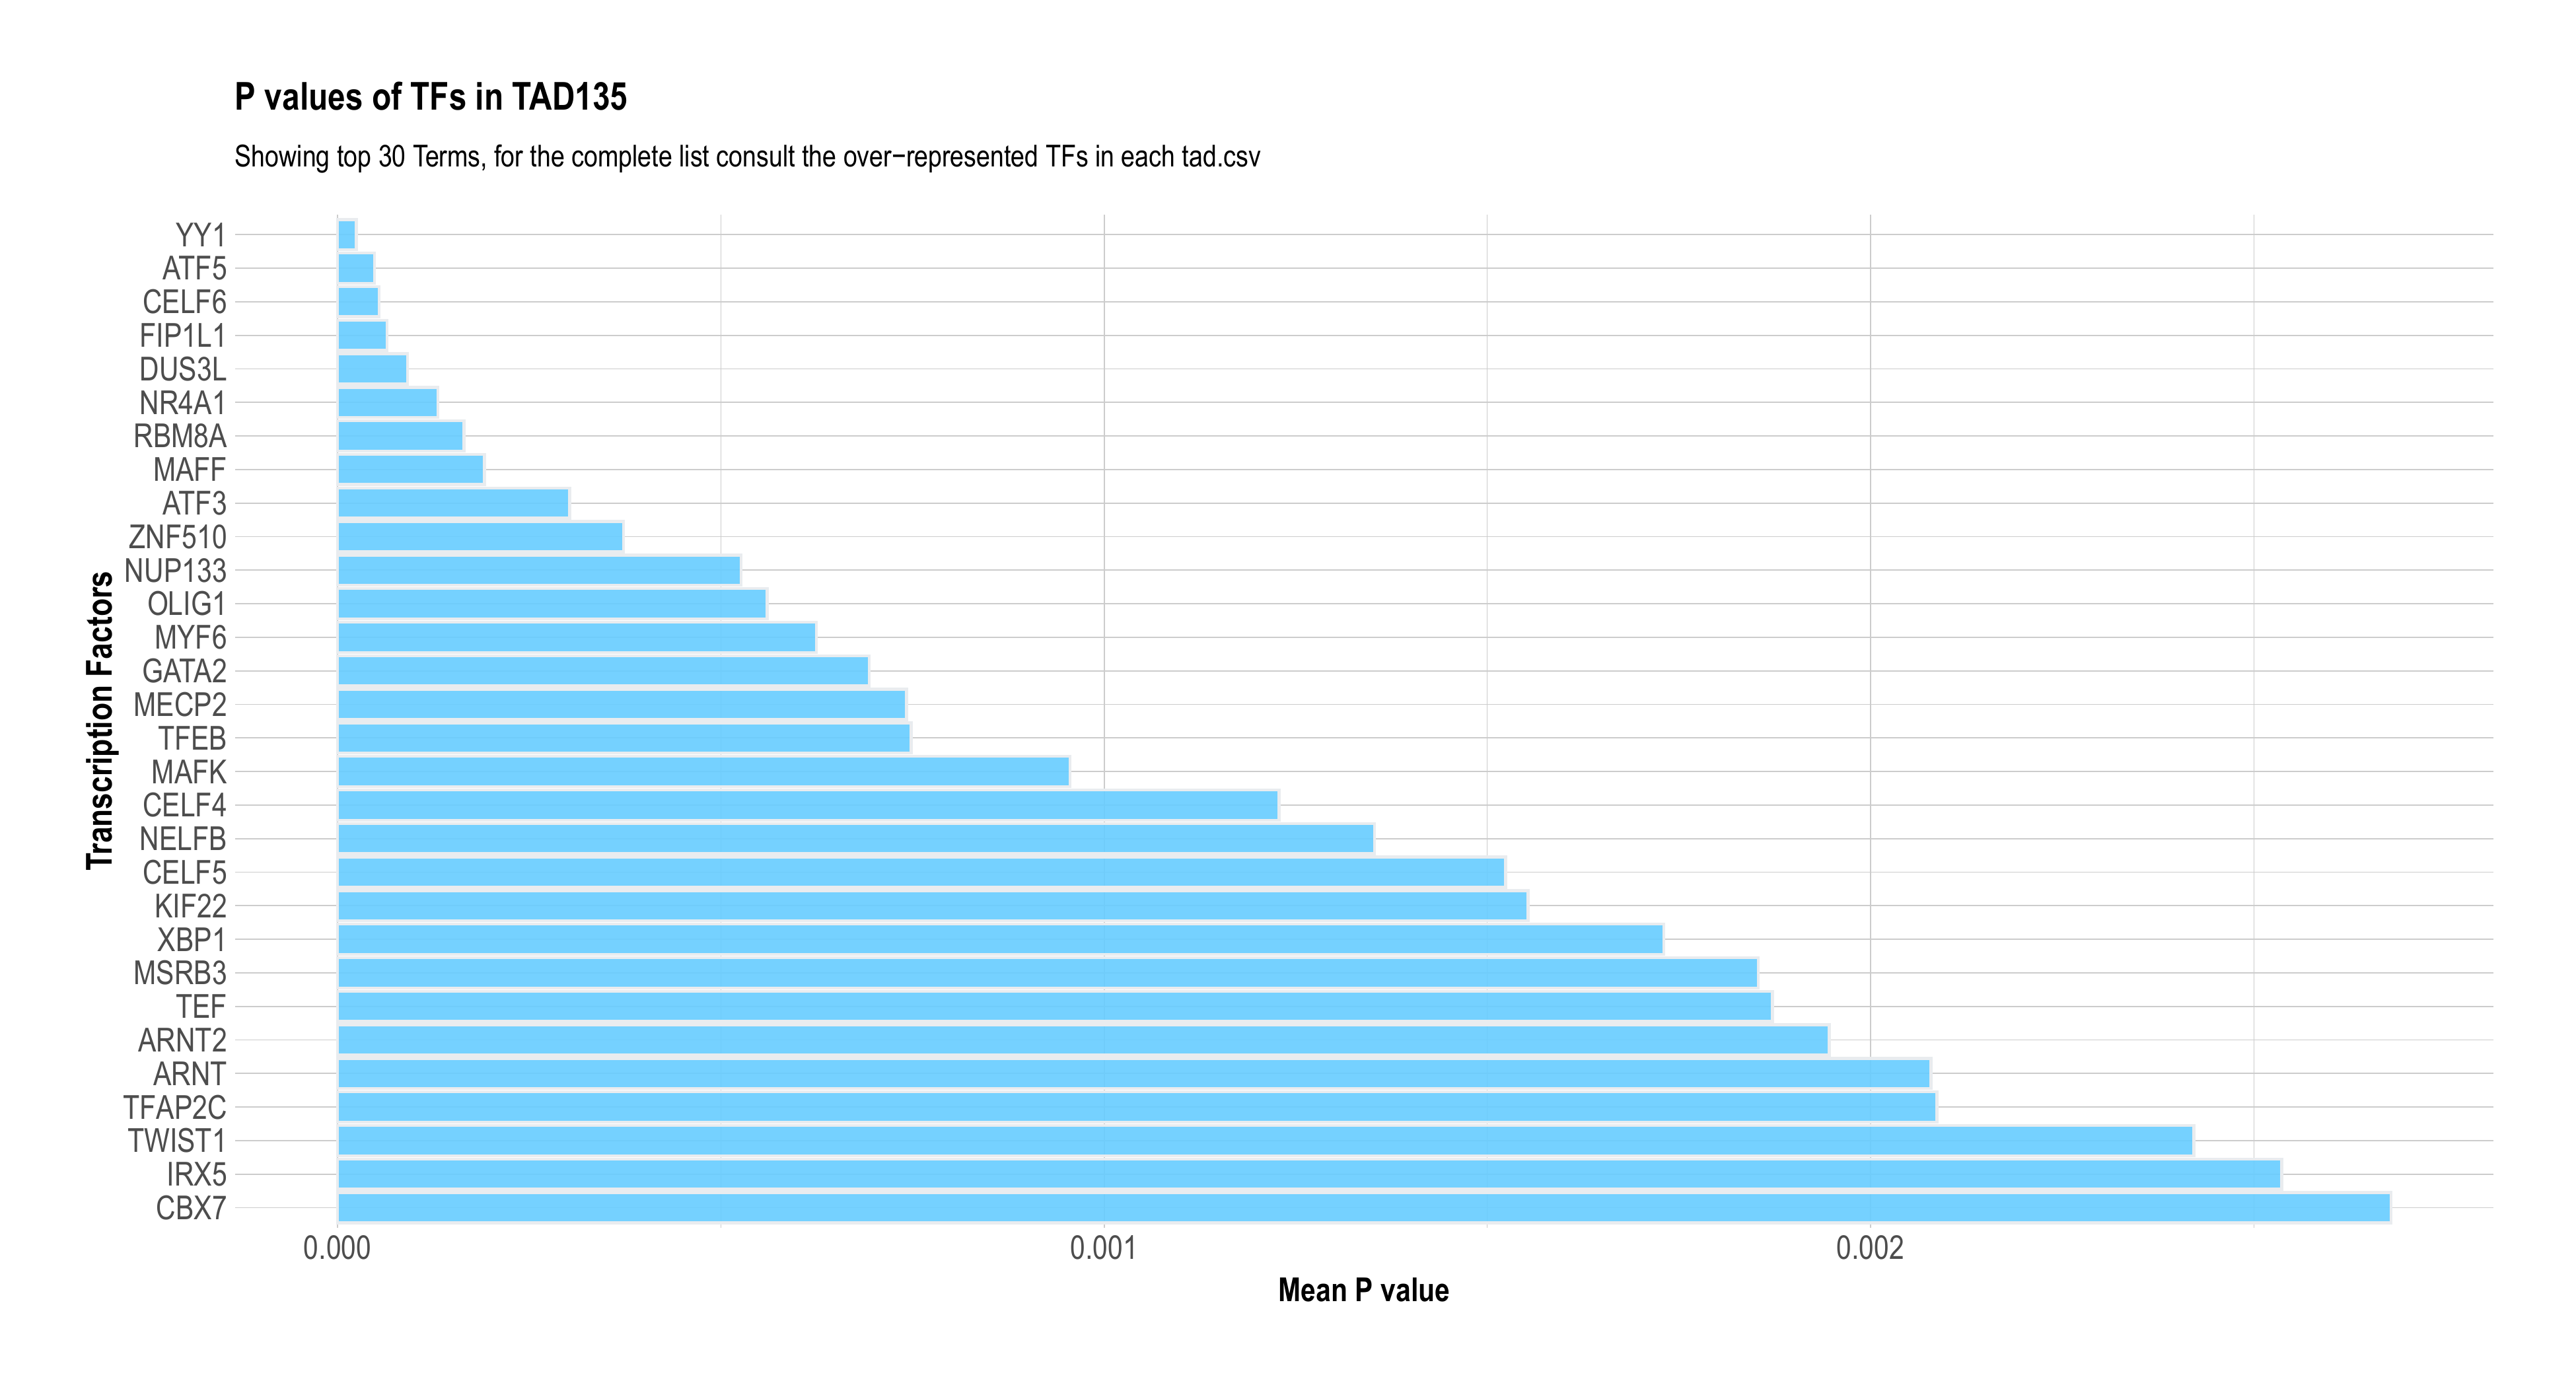 P values of TFs in TAD135
Showing top 30 Terms, for the complete list consult the over−represented TFs in each tad.csv
Transcription Factors
YY1
ATF5
CELF6
FIP1L1
DUS3L
NR4A1
RBM8A
MAFF
ATF3
ZNF510
NUP133
OLIG1
MYF6
GATA2
MECP2
TFEB
MAFK
CELF4
NELFB
CELF5
KIF22
XBP1
MSRB3
TEF
ARNT2
ARNT
TFAP2C
TWIST1
IRX5
CBX7
0.000 0.001 0.002
Mean P value